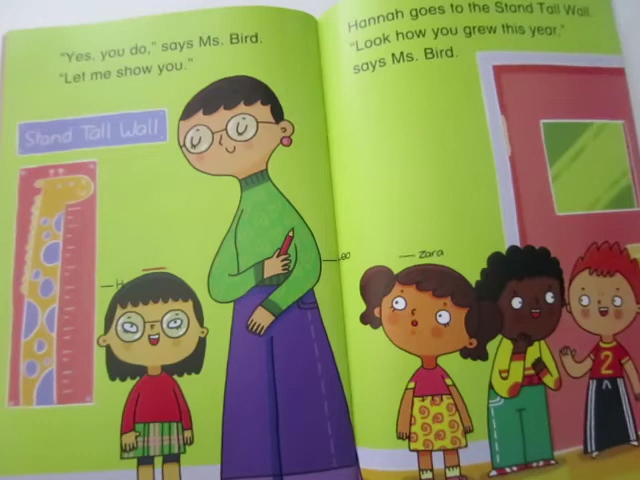 "Yes, you do," says Ms. Bird.
"Let me show you."
Stand Tall Wall
Hannah goes to the Stand Tall Wall.
"Look how you grew this year,"
says Ms. Bird.
Zara
2